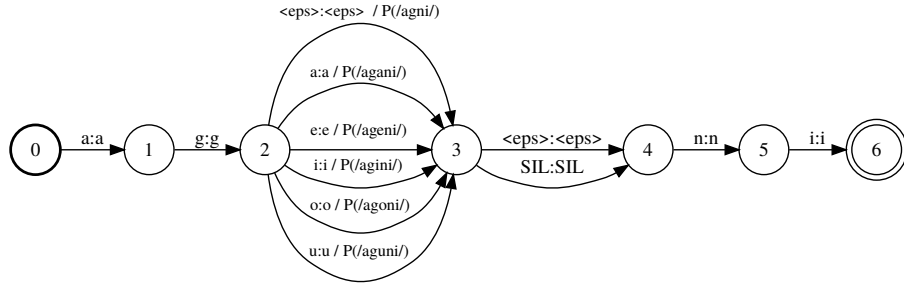 <eps>:<eps> / P(/agni/)
a:a / P(/agani/)
e:e / P(/ageni/)
i:i / P(/agini/)
o:o / P(/agoni/)
u:u / P(/aguni/)
0
a:a
1
g:g
2
3
<eps>:<eps>
SIL:SIL
4
n:n
5
i:i
6